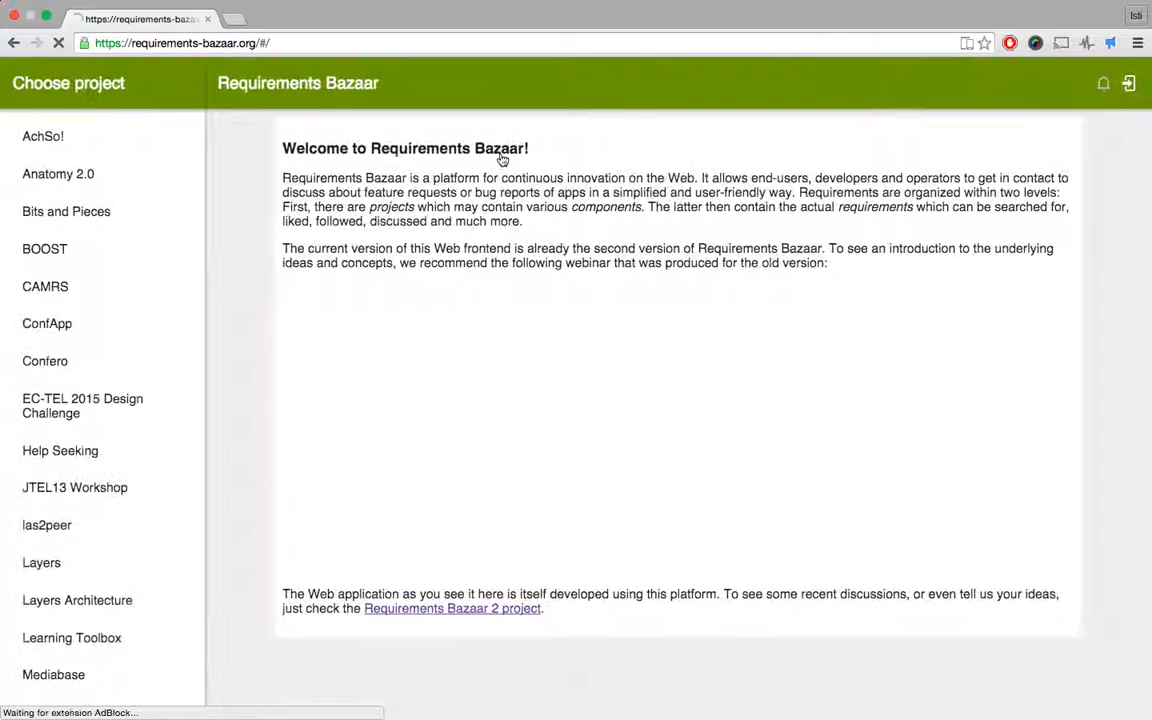 https://requirements-baza
Isti
https://requirements-bazaar.org/#/
Choose project
Requirements Bazaar
AchSo!
Anatomy 2.0
Bits and Pieces
BOOST
CAMRS
ConfApp
Confero
EC-TEL 2015 Design
Challenge
Help Seeking
JTEL13 Workshop
las2peer
Layers
Layers Architecture
Learning Toolbox
Mediabase
Welcome to Requirements Bazaar!
Requirements Bazaar is a platform for continuous innovation on the Web. It allows end-users, developers and operators to get in contact to
discuss about feature requests or bug reports of apps in a simplified and user-friendly way. Requirements are organized within two levels:
First, there are projects which may contain various components. The latter then contain the actual requirements which can be searched for,
liked, followed, discussed and much more.
The current version of this Web frontend is already the second version of Requirements Bazaar. To see an introduction to the underlying
ideas and concepts, we recommend the following webinar that was produced for the old version:
The Web application as you see it here is itself developed using this platform. To see some recent discussions, or even tell us your ideas,
just check the Requirements Bazaar 2 project.
Waiting for extension AdBlock...